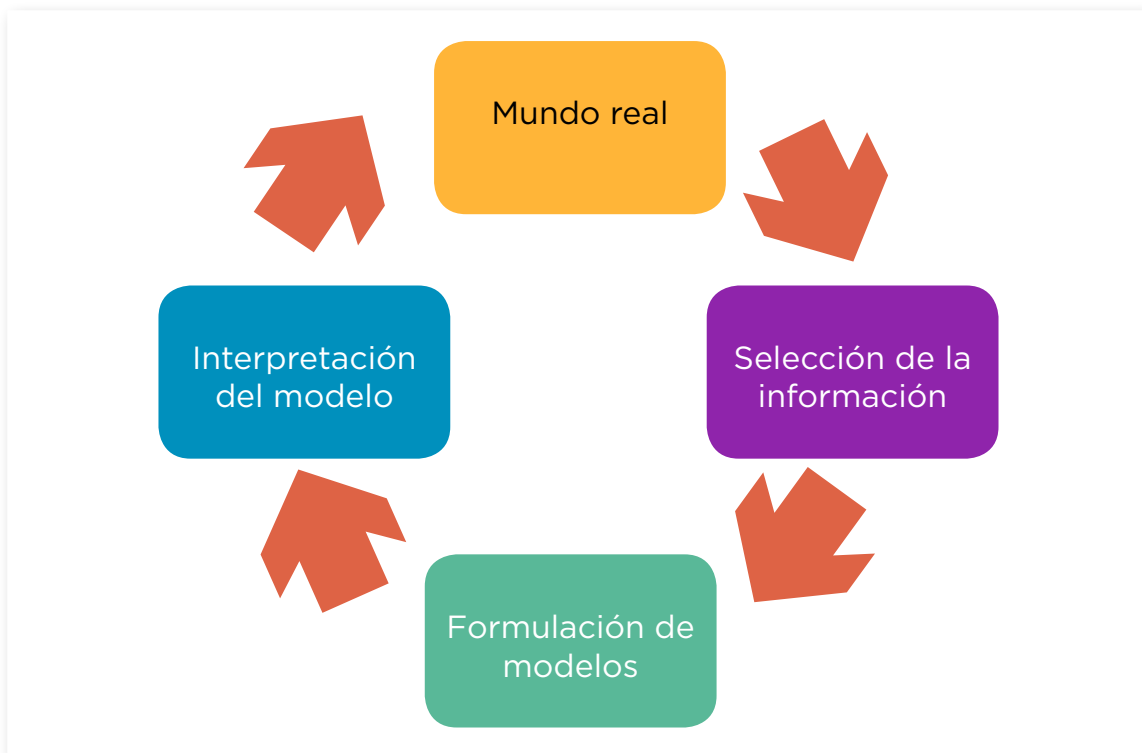 Mundo real
Interpretación
del modelo
Selección de la
información
Formulación de
modelos